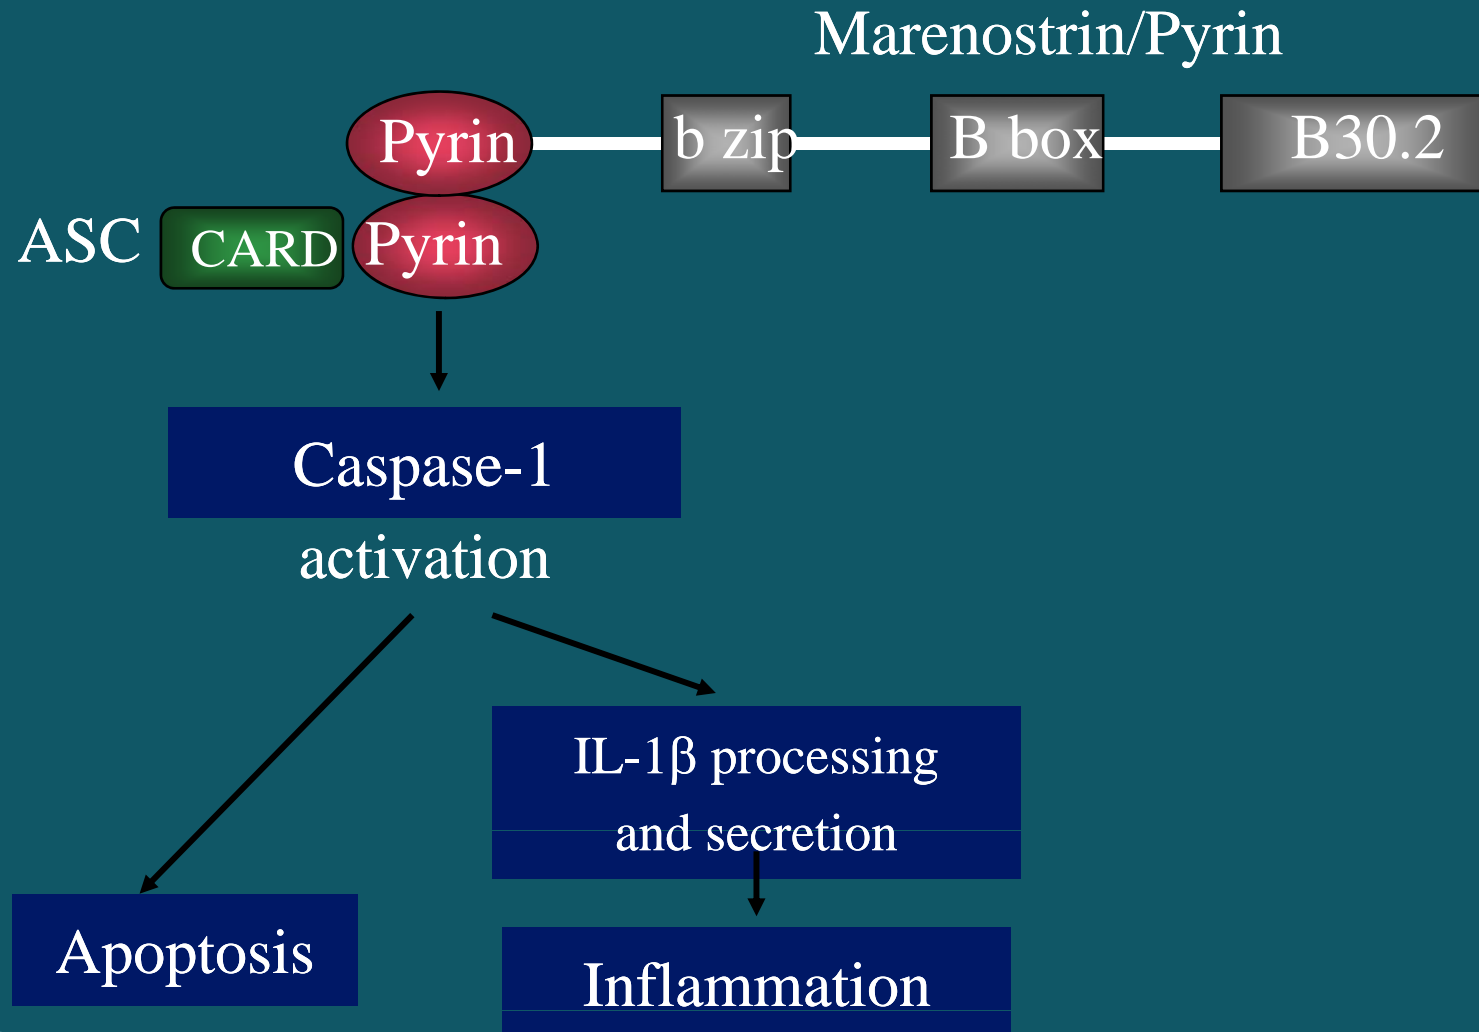 Marenostrin/Pyrin
Pyrin
b zip
B box
B30.2
ASC
CARD
Pyrin
Caspase-1
activation
IL-1β processing
and secretion
Apoptosis
Inflammation